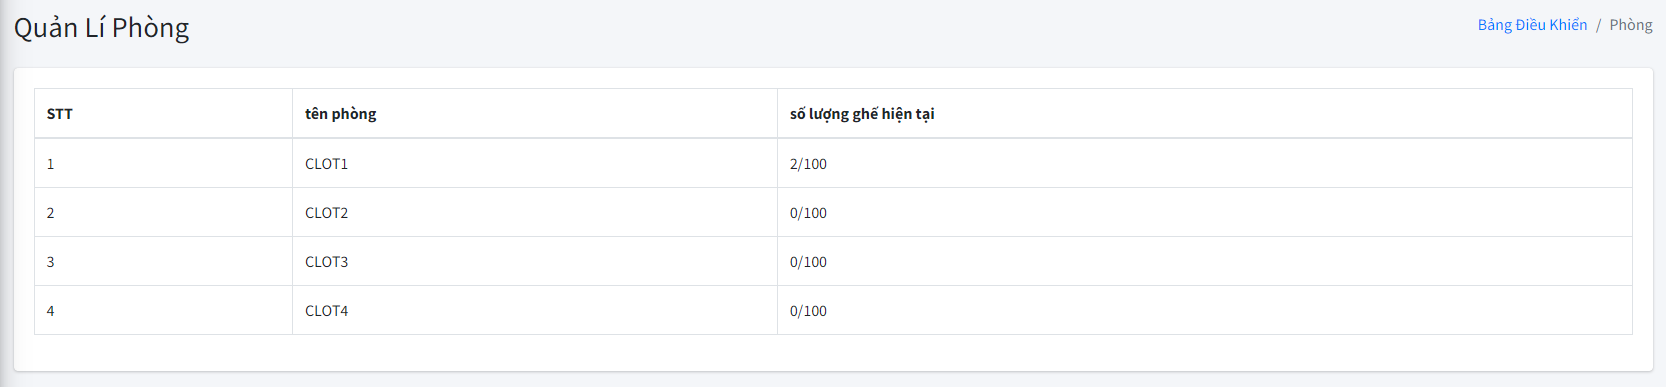 Quản Lí Phòng
Bảng Điều Khiển / Phòng
STT tên phòng số lượng ghế hiện tại
1 CLOT1 2/100
2 CLOT2 0/100
3 CLOT3 0/100
4 CLOT4 0/100